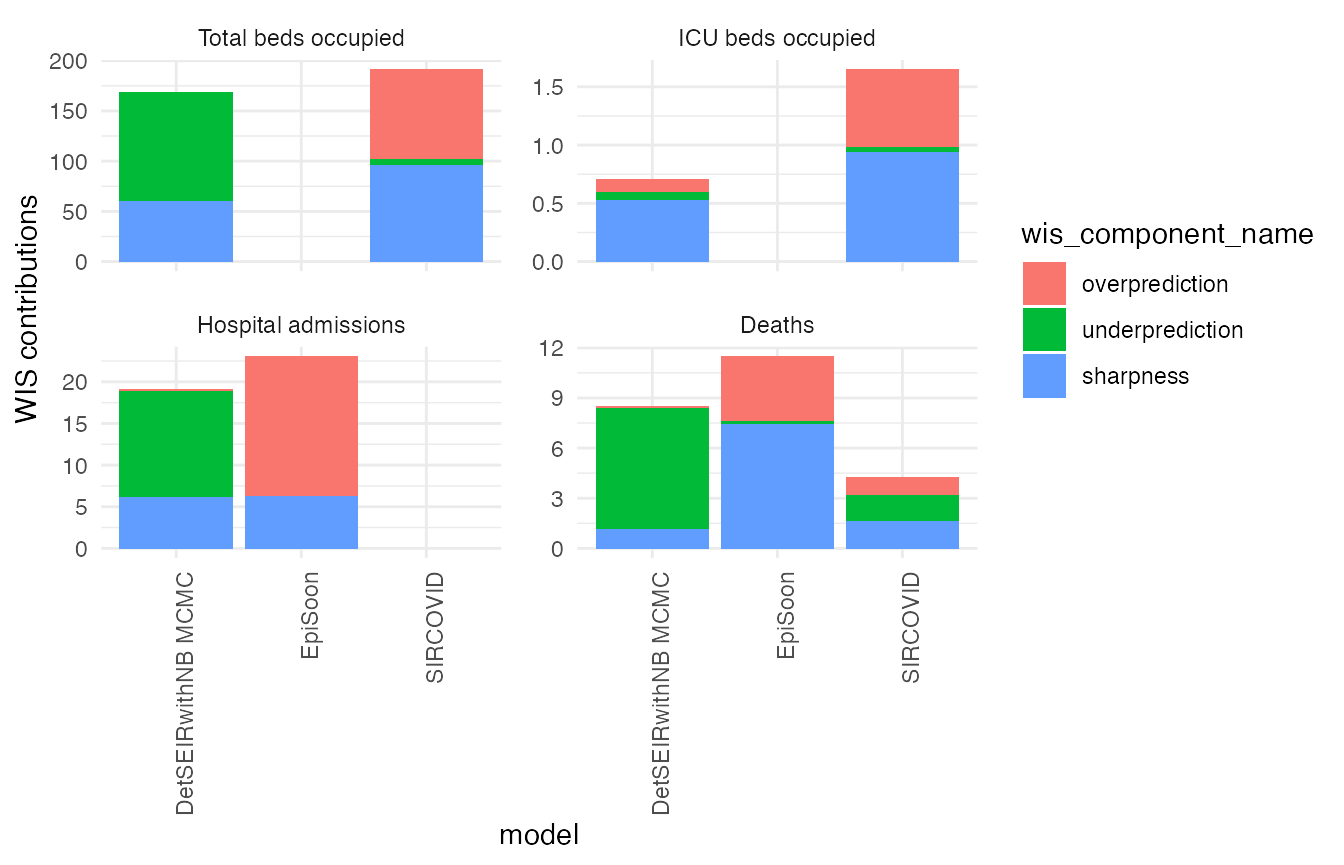 Total beds occupied
ICU beds occupied
200
150
100
50
0
1.5
1.0
0.5
0.0
Hospital admissions
Deaths
20
15
10
5
0
12
9
6
3
0
DetSEIRwithNB MCMC
EpiSoon
SIRCOVID
DetSEIRwithNB MCMC
EpiSoon
SIRCOVID
model
WIS contributions
wis_component_name
overprediction
underprediction
sharpness